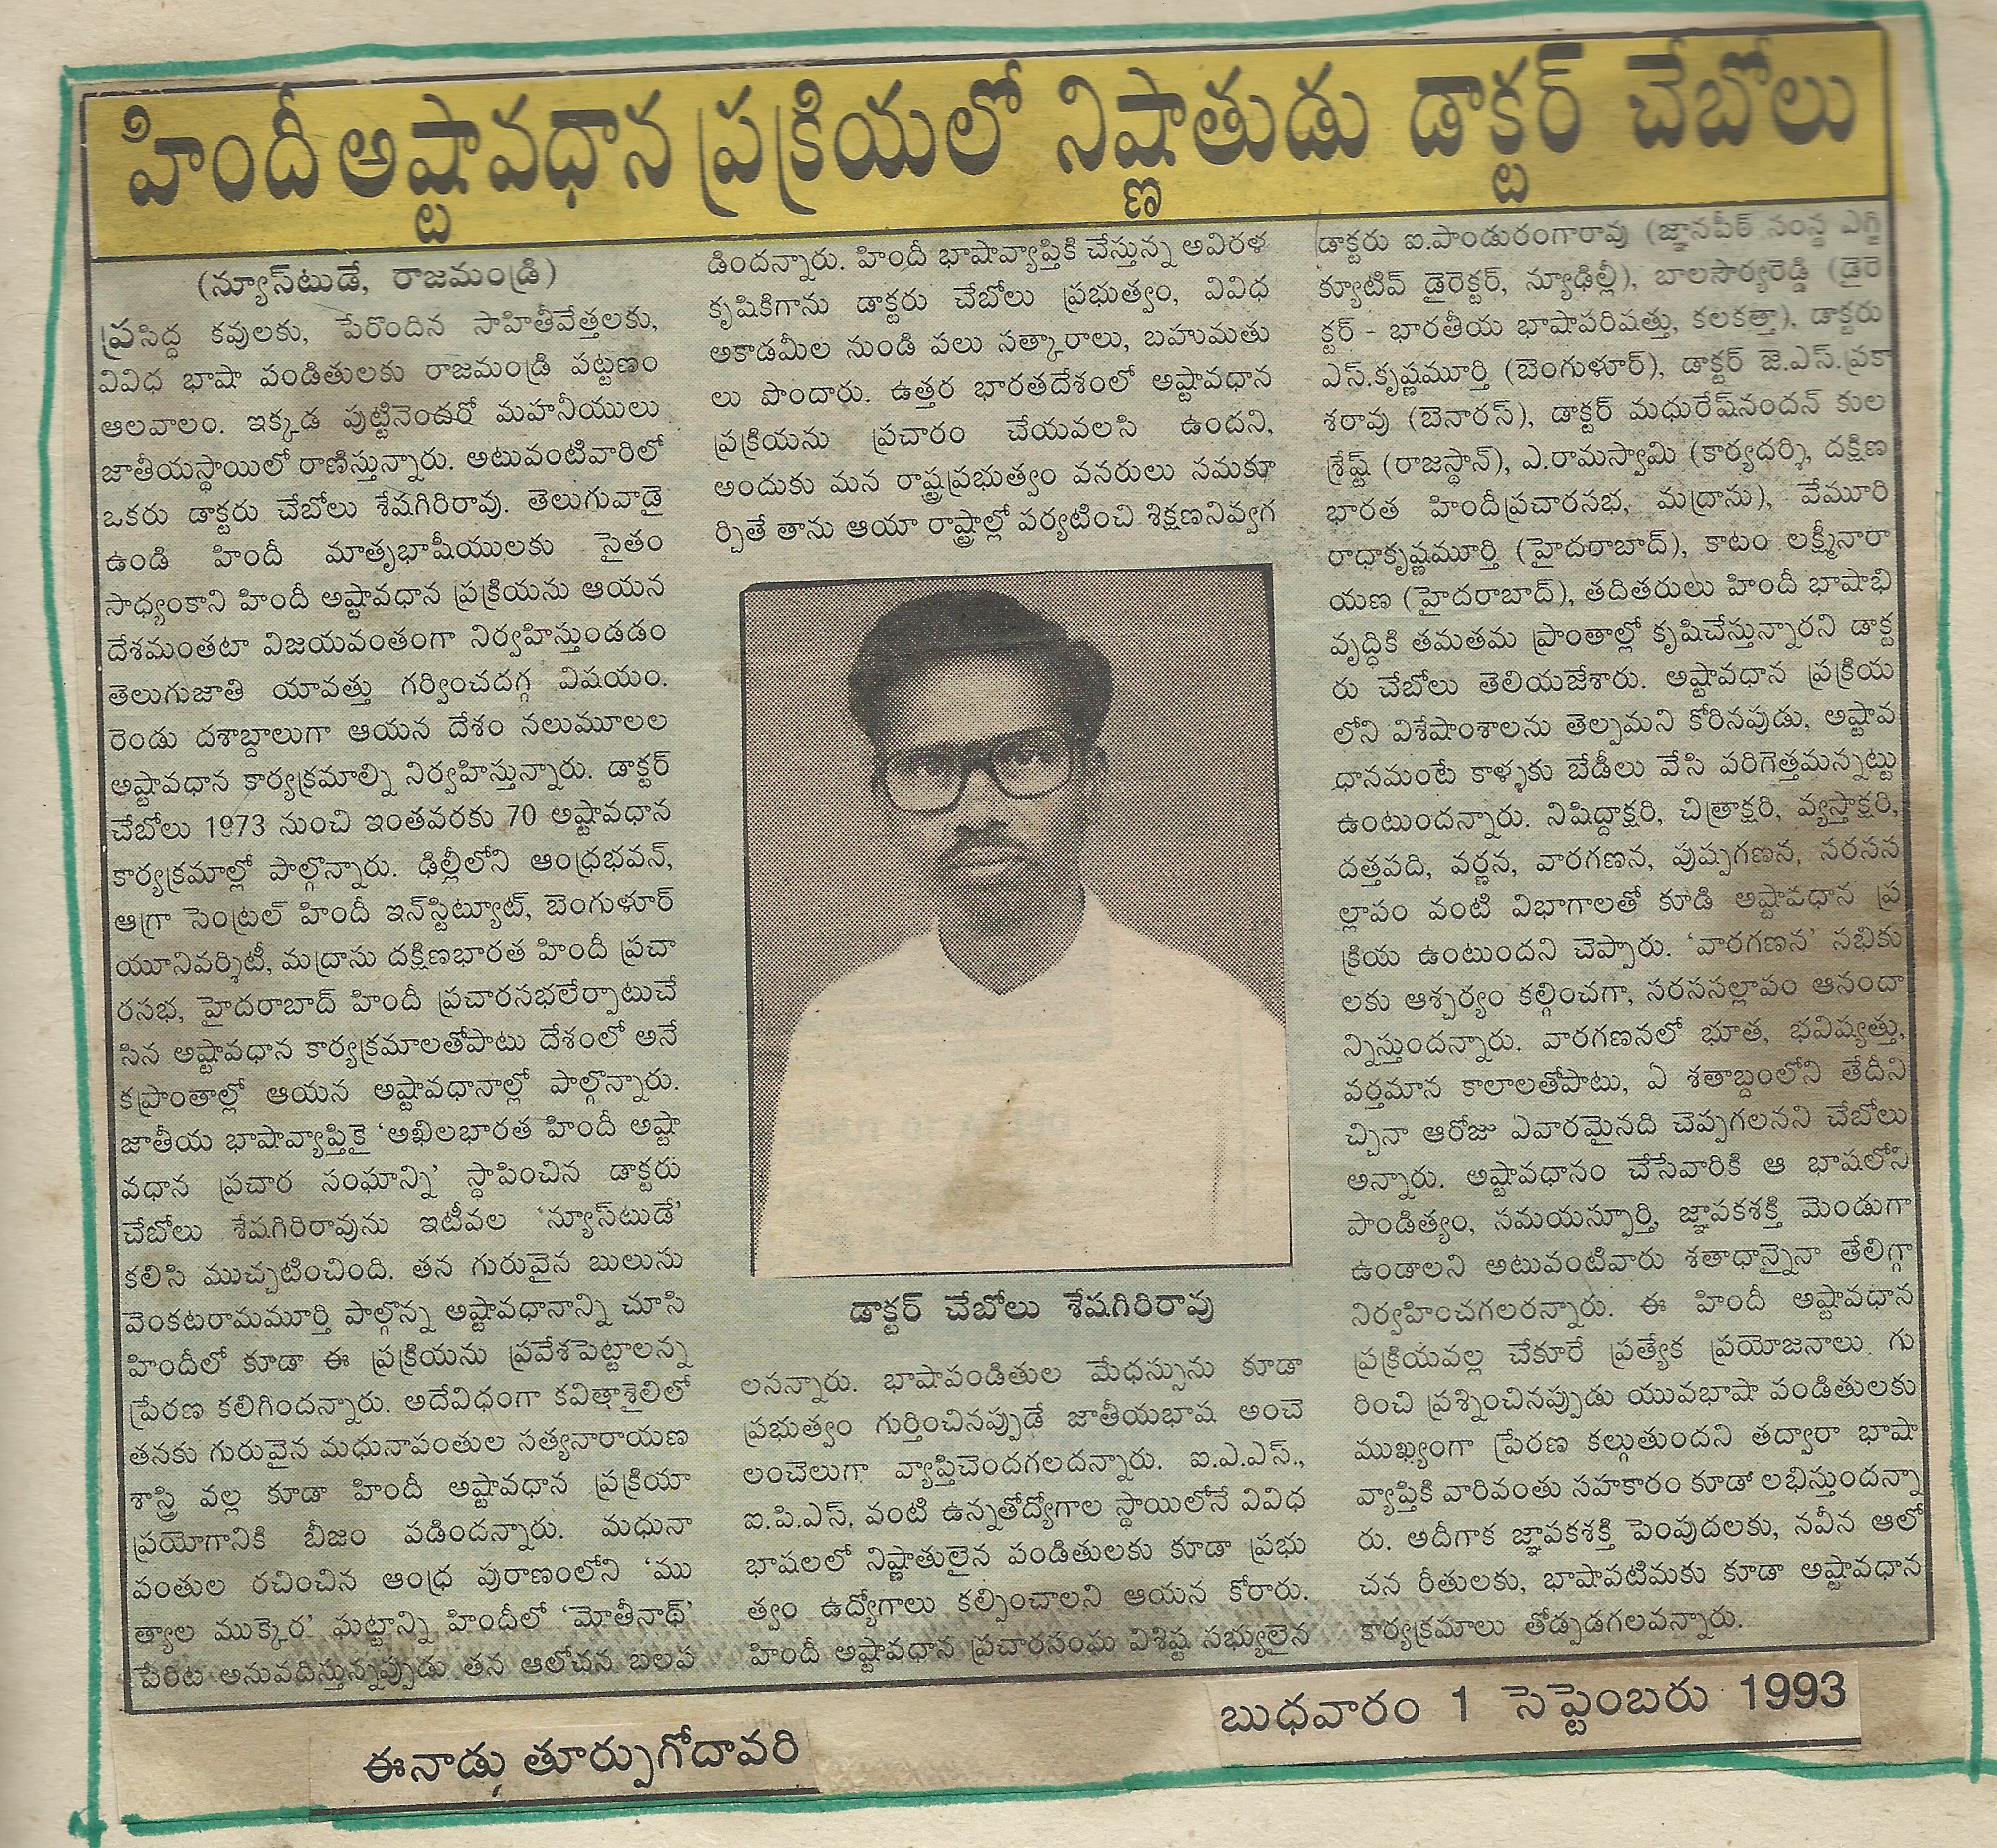 హిందీ అష్టావధాన ప్రక్రియలో నిష్ణాతుడు డాక్టర్ చేబోలు
(న్యూస్‌టుడే, రాజమండ్రి)
ప్రసిద్ధ కవులకు, పేరొందిన సాహితీవేత్తలకు,
వివిధ భాషా పండితులకు రాజమండ్రి పట్టణం
ఆలవాలం. ఇక్కడ పుట్టినెందరో మహనీయులు
జాతీయస్థాయిలో రాణిస్తున్నారు. అటువంటివారిలో
ఒకరు డాక్టరు చేబోలు శేషగిరిరావు. తెలుగువాడై
ఉండి హిందీ మాతృభాషీయులకు సైతం
సాధ్యంకాని హిందీ అష్టావధాన ప్రక్రియను ఆయన
దేశమంతటా విజయవంతంగా నిర్వహిస్తుండడం
తెలుగుజాతి యావత్తు గర్వించదగ్గ విషయం.
రెండు దశాబ్దాలుగా ఆయన దేశం నలుమూలల
అష్టావధాన కార్యక్రమాల్ని నిర్వహిస్తున్నారు. డాక్టర్
చేబోలు 1973 నుంచి ఇంతవరకు 70 అష్టావధాన
కార్యక్రమాల్లో పాల్గొన్నారు. ఢిల్లీలోని ఆంధ్రభవన్,
ఆగ్రా సెంట్రల్ హిందీ ఇన్‌స్టిట్యూట్, బెంగుళూర్
యూనివర్శిటీ, మద్రాసు దక్షిణభారత హిందీ ప్రచా
రసభ, హైదరాబాద్ హిందీ ప్రచారసభలేర్పాటుచే
సిన అష్టావధాన కార్యక్రమాలతోపాటు దేశంలో అనే
కప్రాంతాల్లో ఆయన అష్టావధానాల్లో పాల్గొన్నారు.
జాతీయ భాషావ్యాప్తికై ‘అఖిలభారత హిందీ అష్టా
వధాన ప్రచార సంఘాన్ని’ స్థాపించిన డాక్టరు
చేబోలు శేషగిరిరావును ఇటీవల ‘న్యూస్‌టుడే’
కలిసి ముచ్చటించింది. తన గురువైన బులుసు
వెంకటరామమూర్తి పాల్గొన్న అష్టావధానాన్ని చూసి
హిందీలో కూడా ఈ ప్రక్రియను ప్రవేశపెట్టాలన్న
ప్రేరణ కలిగిందన్నారు. అదేవిధంగా కవితాశైలిలో
తనకు గురువైన మధునాపంతుల సత్యనారాయణ
శాస్త్రి వల్ల కూడా హిందీ అష్టావధాన ప్రక్రియా
ప్రయోగానికి బీజం పడిందన్నారు. మధునా
పంతుల రచించిన ఆంధ్ర పురాణంలోని ‘ము
త్యాల ముక్కెర’ ఘట్టాన్ని హిందీలో ‘మోతీనాథ్’
పేరిట అనువదిస్తున్నప్పుడు తన ఆలోచన బలప
డిందన్నారు. హిందీ భాషావ్యాప్తికి చేస్తున్న అవిరళ
కృషికిగాను డాక్టరు చేబోలు ప్రభుత్వం, వివిధ
అకాడమీల నుండి పలు సత్కారాలు, బహుమతు
లు పొందారు. ఉత్తర భారతదేశంలో అష్టావధాన
ప్రక్రియను ప్రచారం చేయవలసి ఉందని,
అందుకు మన రాష్ట్రప్రభుత్వం వనరులు సమకూ
ర్చితే తాను ఆయా రాష్ట్రాల్లో పర్యటించి శిక్షణనివ్వగ
డాక్టర్ చేబోలు శేషగిరిరావు
లనన్నారు. భాషాపండితుల మేధస్సును కూడా
ప్రభుత్వం గుర్తించినప్పుడే జాతీయభాష అంచె
లంచెలుగా వ్యాప్తిచెందగలదన్నారు. ఐ.ఎ.ఎస్.,
ఐ.పి.ఎస్. వంటి ఉన్నతోద్యోగాల స్థాయిలోనే వివిధ
భాషలలో నిష్ణాతులైన పండితులకు కూడా ప్రభు
త్వం ఉద్యోగాలు కల్పించాలని ఆయన కోరారు.
హిందీ అష్టావధాన ప్రచారసంఘ విశిష్ట సభ్యులైన
డాక్టరు ఐ.పాండురంగారావు (జ్ఞానపీఠ్ సంస్థ ఎగ్జి
క్యూటివ్ డైరెక్టర్, న్యూఢిల్లీ), బాలసౌర్యరెడ్డి (డైరె
క్టర్ - భారతీయ భాషాపరిషత్తు, కలకత్తా), డాక్టరు
ఎస్.కృష్ణమూర్తి (బెంగుళూర్), డాక్టర్ జె.ఎస్.ప్రకా
శరావు (బెనారస్), డాక్టర్ మధురేష్‌నందన్ కుల
శ్రేష్ట్ (రాజస్థాన్), ఎ.రామస్వామి (కార్యదర్శి, దక్షిణ
భారత హిందీప్రచారసభ, మద్రాసు), వేమూరి
రాధాకృష్ణమూర్తి (హైదరాబాద్), కాటం లక్ష్మీనారా
యణ (హైదరాబాద్), తదితరులు హిందీ భాషాభి
వృద్ధికి తమతమ ప్రాంతాల్లో కృషిచేస్తున్నారని డాక్ట
రు చేబోలు తెలియజేశారు. అష్టావధాన ప్రక్రియ
లోని విశేషాంశాలను తెల్పమని కోరినపుడు, అష్టావ
ధానమంటే కాళ్ళకు బేడీలు వేసి పరిగెత్తమన్నట్టు
ఉంటుందన్నారు. నిషిద్దాక్షరి, చిత్రాక్షరి, వ్యస్తాక్షరి,
దత్తపది, వర్ణన, వారగణన, పుష్పగణన, సరసస
ల్లాపం వంటి విభాగాలతో కూడి అష్టావధాన ప్ర
క్రియ ఉంటుందని చెప్పారు. ‘వారగణన’ సభికు
లకు ఆశ్చర్యం కల్గించగా, సరససల్లాపం ఆనందా
న్నిస్తుందన్నారు. వారగణనలో భూత, భవిష్యత్తు,
వర్తమాన కాలాలతోపాటు, ఏ శతాబ్దంలోని తేదీని
చ్చినా ఆరోజు ఏవారమైనది చెప్పగలనని చేబోలు
అన్నారు. అష్టావధానం చేసేవారికి ఆ భాషలోని
పాండిత్యం, సమయస్ఫూర్తి, జ్ఞాపకశక్తి మెండుగా
ఉండాలని అటువంటివారు శతాధాన్నైనా తేలిగ్గా
నిర్వహించగలరన్నారు. ఈ హిందీ అష్టావధాన
ప్రక్రియవల్ల చేకూరే ప్రత్యేక ప్రయోజనాలు గు
రించి ప్రశ్నించినప్పుడు యువభాషా పండితులకు
ముఖ్యంగా ప్రేరణ కల్గుతుందని తద్వారా భాషా
వ్యాప్తికి వారివంతు సహకారం కూడా లభిస్తుందన్నా
రు. అదీగాక జ్ఞాపకశక్తి పెంపుదలకు, నవీన ఆలో
చన రీతులకు, భాషాపటిమకు కూడా అష్టావధాన
కార్యక్రమాలు తోడ్పడగలవన్నారు.
ఈనాడు తూర్పుగోదావరి
బుధవారం 1 సెప్టెంబరు 1993